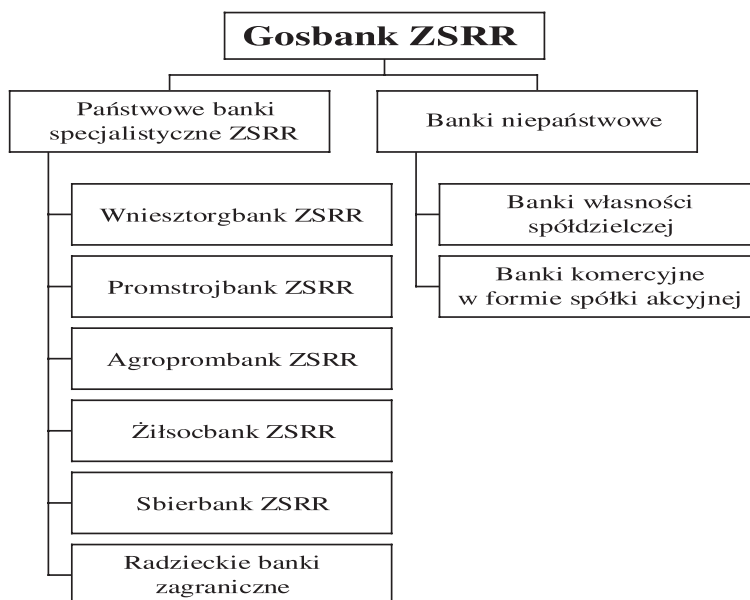 Gosbank ZSRR
Państwowe banki
specjalistyczne ZSRR
Banki niepaństwowe
Wniesztorgbank ZSRR
Promstrojbank ZSRR
Agroprombank ZSRR
Żiłsocbank ZSRR
Sbierbank ZSRR
Radzieckie banki
zagraniczne
Banki własności
spółdzielczej
Banki komercyjne
w formie spółki akcyjnej